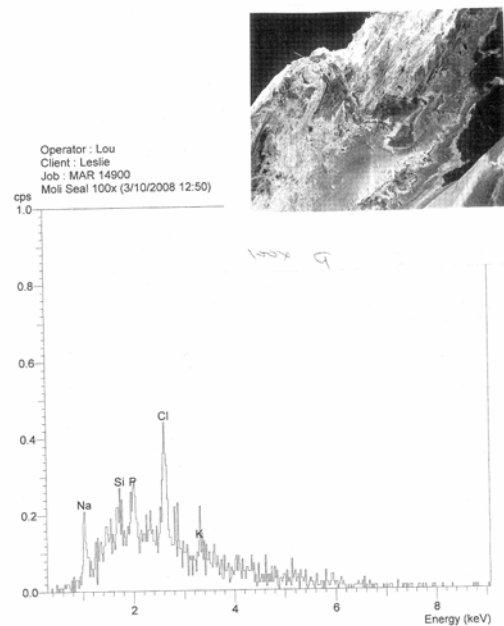 Operator : Lou
Client : Leslie
Job : MAR 14900
Moli Seal 100x (3/10/2008 12:50)
cps
100x
1.0
0.8
0.6
Cl
0.4
Si P
Na
K
0.2
0.0
2 4 6 8
Energy (keV)